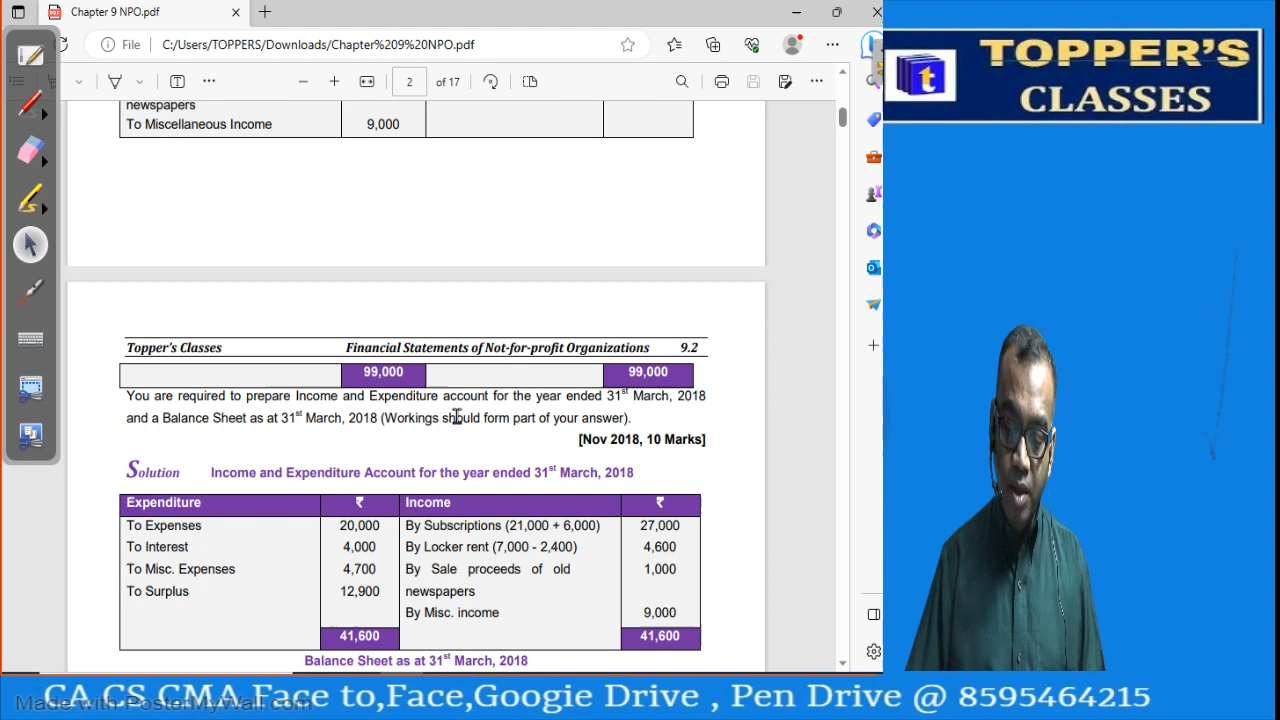 Chapter 9 NPO.pdf
File C:/Users/TOPPERS/Downloads/Chapter%209%20NPO.pdf
2 of 17
newspapers
To Miscellaneous Income 9,000
Topper's Classes Financial Statements of Not-for-profit Organizations 9.2
99,000 99,000
You are required to prepare Income and Expenditure account for the year ended 31st March, 2018
and a Balance Sheet as at 31st March, 2018 (Workings should form part of your answer).
[Nov 2018, 10 Marks]
Solution Income and Expenditure Account for the year ended 31st March, 2018
Expenditure ₹ Income ₹
To Expenses 20,000 By Subscriptions (21,000 + 6,000) 27,000
To Interest 4,000 By Locker rent (7,000 - 2,400) 4,600
To Misc. Expenses 4,700 By Sale proceeds of old 1,000
To Surplus 12,900 newspapers
By Misc. income 9,000
41,600 41,600
Balance Sheet as at 31st March, 2018
TOPPER'S
CLASSES
t
CA CS CMA Face to,Face,Googie Drive , Pen Drive @ 8595464215
Made with PosterMyWall.com